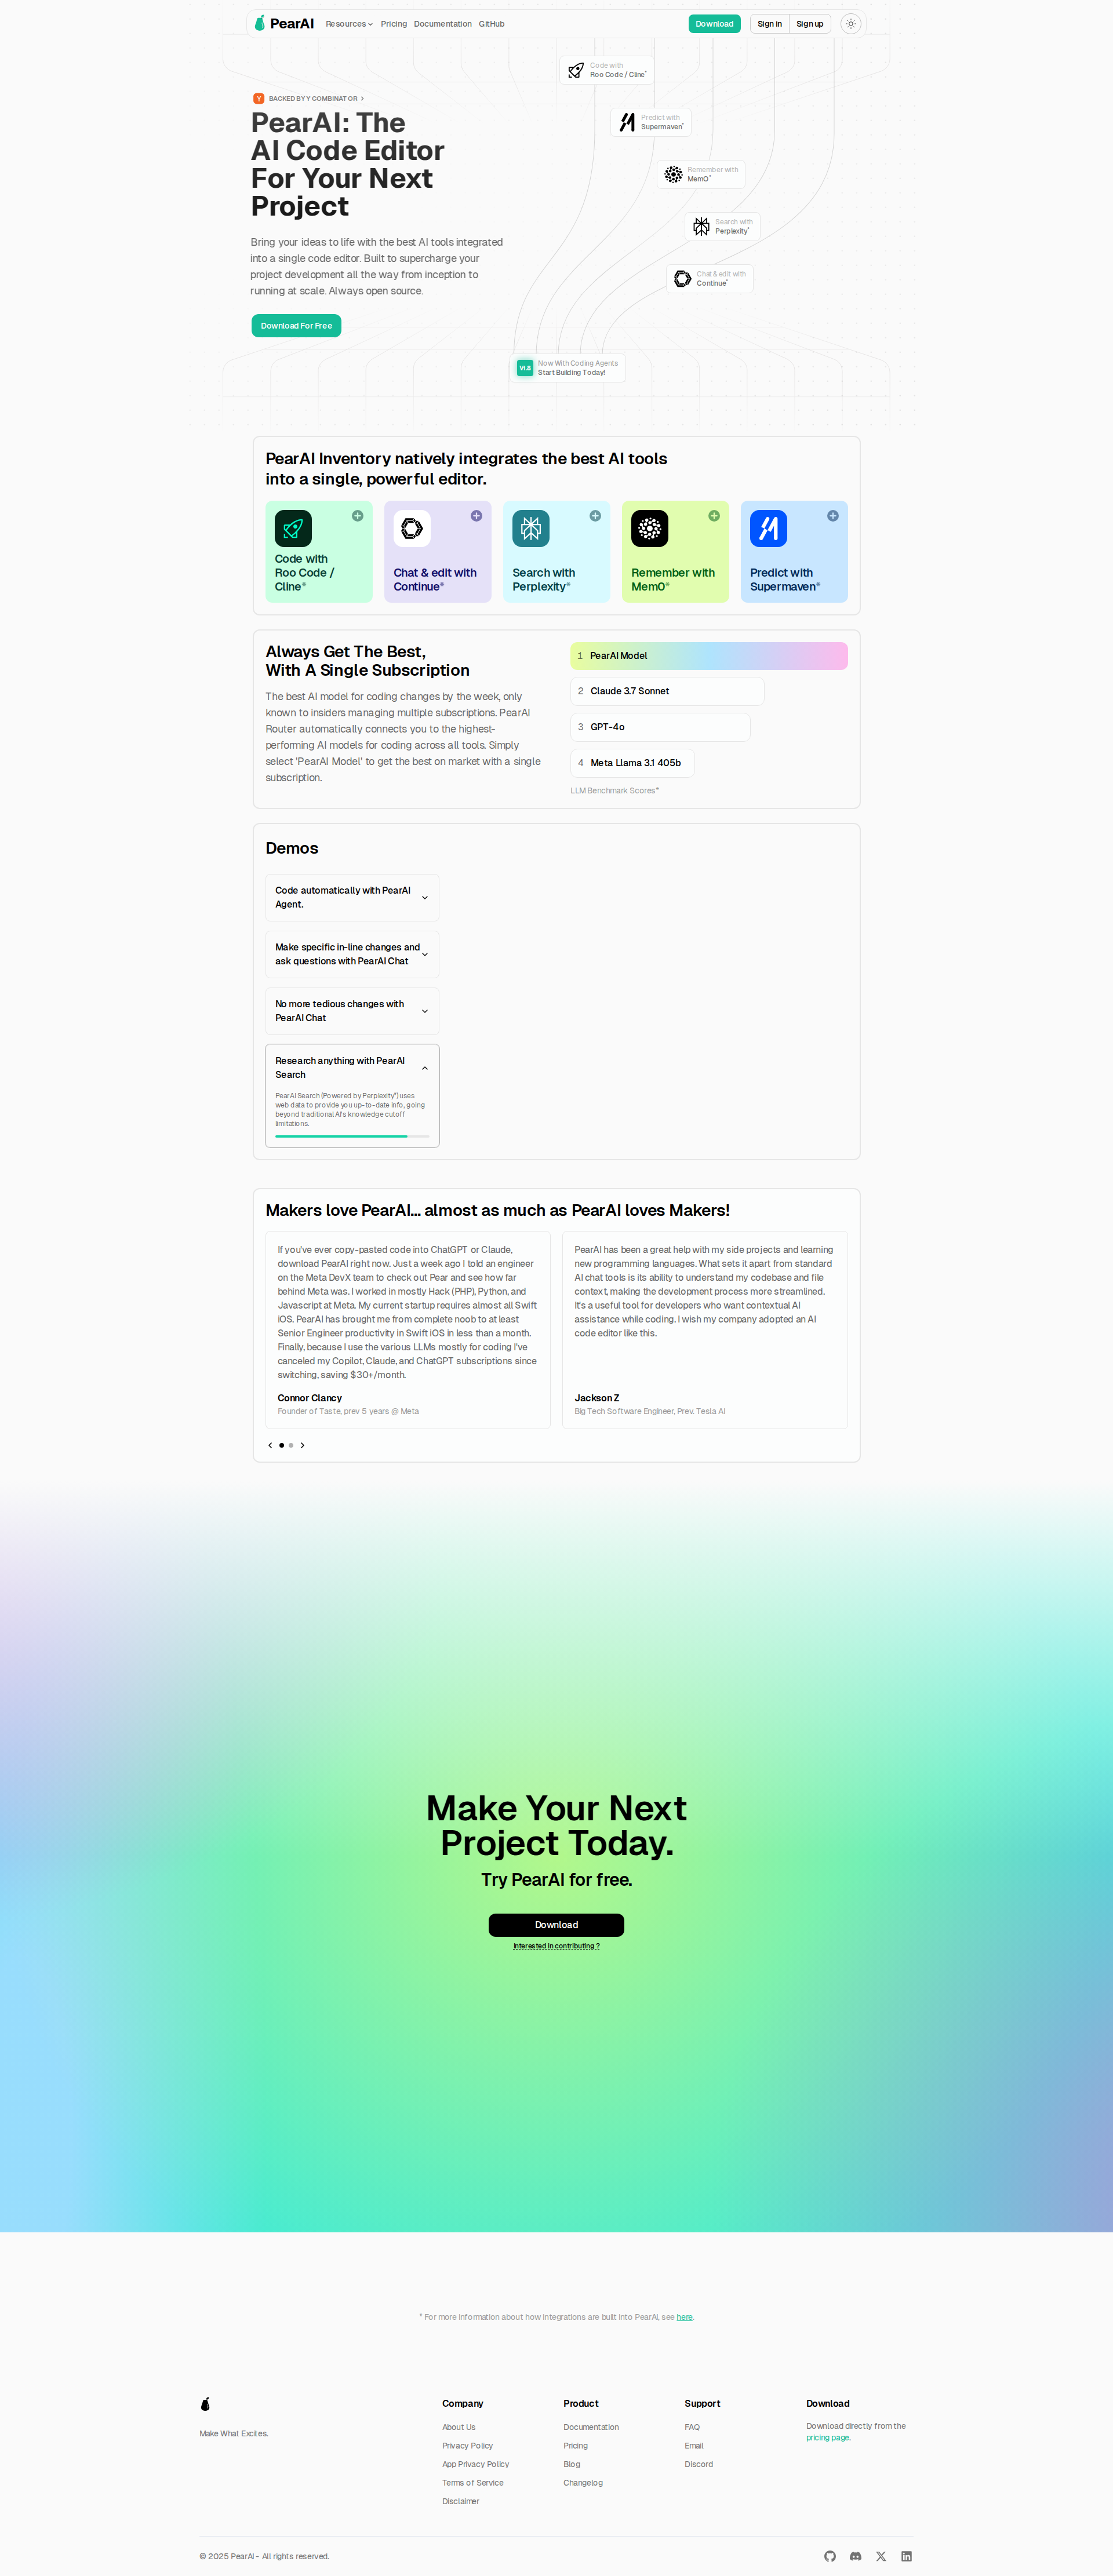 PearAI
Resources
Pricing
Documentation
GitHub
Download
Sign in
Sign up
Code with
Roo Code / Cline*
Predict with
Supermaven*
Remember with
Mem0*
Search with
Perplexity*
Chat & edit with
Continue*
Y
BACKED BY Y COMBINATOR
PearAI: The
AI Code Editor
For Your Next
Project
Bring your ideas to life with the best AI tools integrated
into a single code editor. Built to supercharge your
project development all the way from inception to
running at scale. Always open source.
Download For Free
V1.8
Now With Coding Agents
Start Building Today!
PearAI Inventory natively integrates the best AI tools
into a single, powerful editor.
Code with
Roo Code /
Cline*
Chat & edit with
Continue*
Search with
Perplexity*
Remember with
Mem0*
Predict with
Supermaven*
Always Get The Best,
With A Single Subscription
The best AI model for coding changes by the week, only
known to insiders managing multiple subscriptions. PearAI
Router automatically connects you to the highest-
performing AI models for coding across all tools. Simply
select 'PearAI Model' to get the best on market with a single
subscription.
1 PearAI Model
2 Claude 3.7 Sonnet
3 GPT-4o
4 Meta Llama 3.1 405b
LLM Benchmark Scores*
Demos
Code automatically with PearAI
Agent.
Make specific in-line changes and
ask questions with PearAI Chat
No more tedious changes with
PearAI Chat
Research anything with PearAI
Search
PearAI Search (Powered by Perplexity*) uses
web data to provide you up-to-date info, going
beyond traditional AI's knowledge cutoff
limitations.
Makers love PearAI... almost as much as PearAI loves Makers!
If you've ever copy-pasted code into ChatGPT or Claude,
download PearAI right now. Just a week ago I told an engineer
on the Meta DevX team to check out Pear and see how far
behind Meta was. I worked in mostly Hack (PHP), Python, and
Javascript at Meta. My current startup requires almost all Swift
iOS. PearAI has brought me from complete noob to at least
Senior Engineer productivity in Swift iOS in less than a month.
Finally, because I use the various LLMs mostly for coding I've
canceled my Copilot, Claude, and ChatGPT subscriptions since
switching, saving $30+/month.
Connor Clancy
Founder of Taste, prev 5 years @ Meta
PearAI has been a great help with my side projects and learning
new programming languages. What sets it apart from standard
AI chat tools is its ability to understand my codebase and file
context, making the development process more streamlined.
It's a useful tool for developers who want contextual AI
assistance while coding. I wish my company adopted an AI
code editor like this.
Jackson Z
Big Tech Software Engineer, Prev. Tesla AI
Make Your Next
Project Today.
Try PearAI for free.
Download
Interested in contributing ?
* For more information about how integrations are built into PearAI, see here.
Make What Excites.
Company
About Us
Privacy Policy
App Privacy Policy
Terms of Service
Disclaimer
Product
Documentation
Pricing
Blog
Changelog
Support
FAQ
Email
Discord
Download
Download directly from the
pricing page.
© 2025 PearAI - All rights reserved.